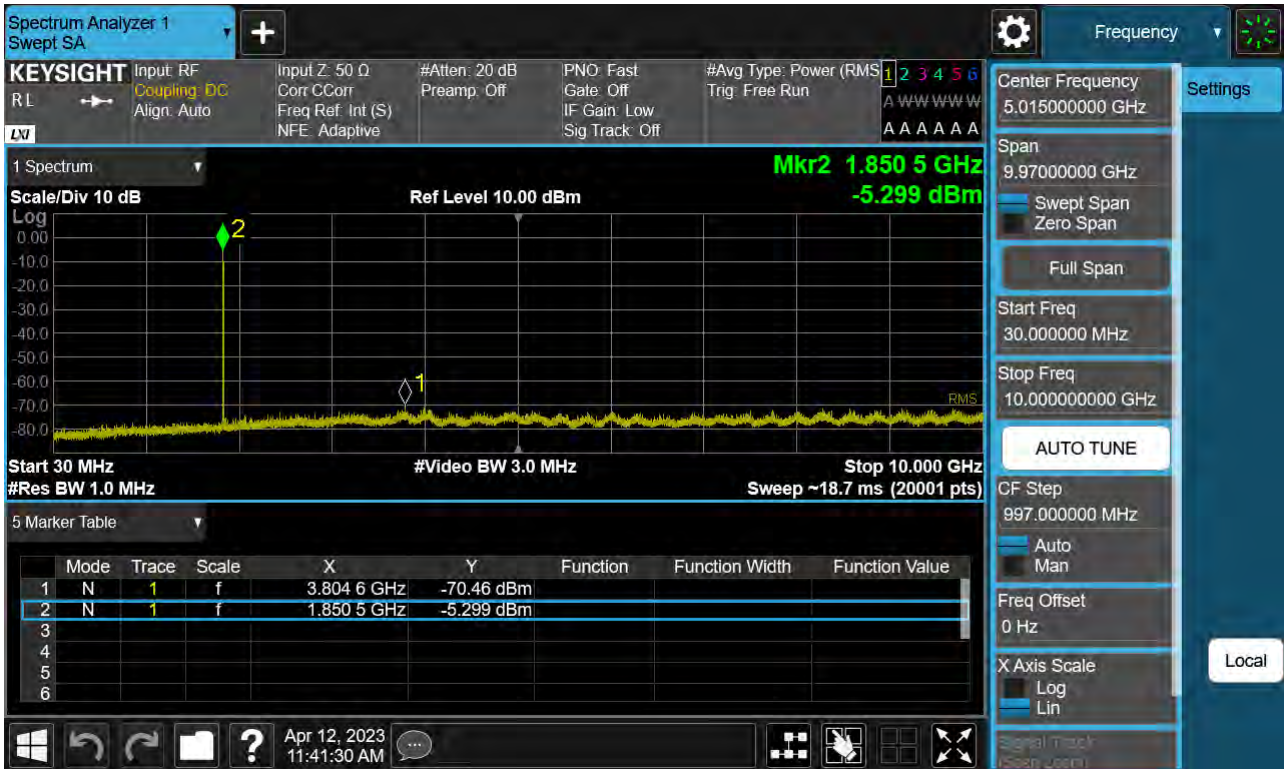 Spectrum Analyzer 1
Swept SA
+
Frequency
KEYSIGHT
RL
LXI
Input: RF
Coupling: DC
Align: Auto
Input Z: 50 Ω
Corr CCorr
Freq Ref: Int (S)
NFE: Adaptive
#Atten: 20 dB
Preamp: Off
PNO: Fast
Gate: Off
IF Gain: Low
Sig Track: Off
#Avg Type: Power (RMS
Trig: Free Run
1 2 3 4 5 6
A W W W W W
A A A A A A
1 Spectrum
Mkr2 1.850 5 GHz
-5.299 dBm
Scale/Div 10 dB
Ref Level 10.00 dBm
Log
0.00
-10.0
-20.0
-30.0
-40.0
-50.0
-60.0
-70.0
-80.0
2
1
RMS
Start 30 MHz
#Video BW 3.0 MHz
Stop 10.000 GHz
#Res BW 1.0 MHz
Sweep ~18.7 ms (20001 pts)
5 Marker Table
Mode Trace Scale X Y Function Function Width Function Value
1 N 1 f 3.804 6 GHz -70.46 dBm
2 N 1 f 1.850 5 GHz -5.299 dBm
3
4
5
6
?
Apr 12, 2023
11:41:30 AM
Center Frequency
5.015000000 GHz
Settings
Span
9.97000000 GHz
Swept Span
Zero Span
Full Span
Start Freq
30.000000 MHz
Stop Freq
10.000000000 GHz
AUTO TUNE
CF Step
997.000000 MHz
Auto
Man
Freq Offset
0 Hz
X Axis Scale
Log
Lin
Local
Signal Track
(Span Zoom)